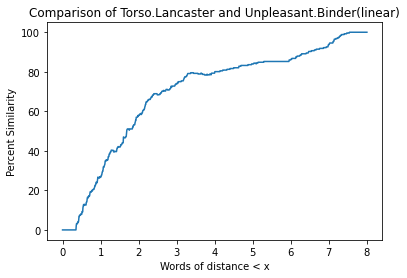 Comparison of Torso.Lancaster and Unpleasant.Binder(linear)
100
80
60
40
20
0
Percent Similarity
0 1 2 3 4 5 6 7 8
Words of distance < x